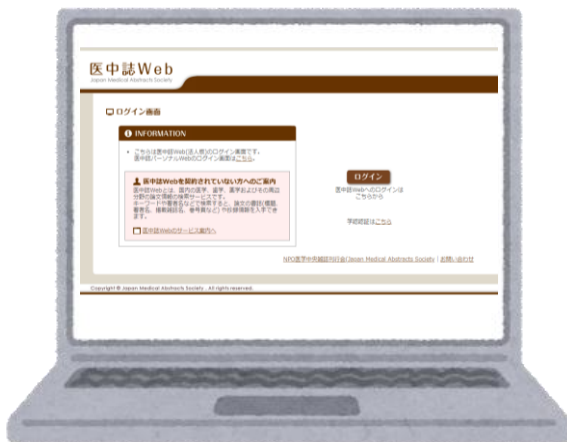 医中誌Web
Japan Medical Abstracts Society
ログイン画面
INFORMATION
こちらは医中誌Web(法人版)のログイン画面です。
医中誌パーソナルWebのログイン画面はこちら。
医中誌Webを契約されていない方へのご案内
医中誌Webとは、国内の医学、歯学、薬学およびその周辺
分野の論文情報の検索サービスです。
キーワードや著者名などで検索すると、論文の書誌(標題、
著者名、掲載雑誌名、巻号頁など)や抄録情報を入手でき
ます。
医中誌Webのサービス案内へ
ログイン
医中誌Webへのログインは
こちらから
学認認証はこちら
NPO医学中央雑誌刊行会(Japan Medical Abstracts Society | お問い合わせ
Copyright © Japan Medical Abstracts Society . All rights reserved.